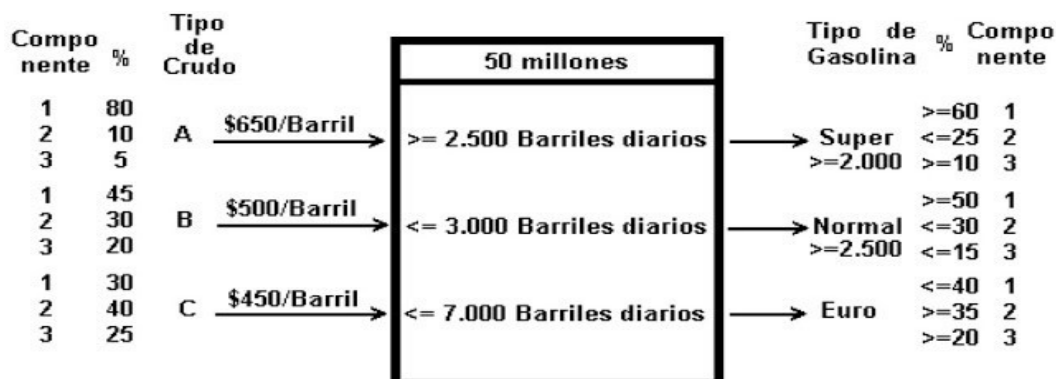 Compo nente % Tipo de Crudo
50 millones
Tipo de Gasolina % Compo nente
1 80
2 10 A $650/Barril >= 2.500 Barriles diarios Super
3 5 >=2.000
>=60 1
<=25 2
>=10 3
1 45
2 30 B $500/Barril <= 3.000 Barriles diarios Normal
3 20 >=2.500
>=50 1
<=30 2
<=15 3
1 30
2 40 C $450/Barril <= 7.000 Barriles diarios Euro
3 25
<=40 1
>=35 2
>=20 3